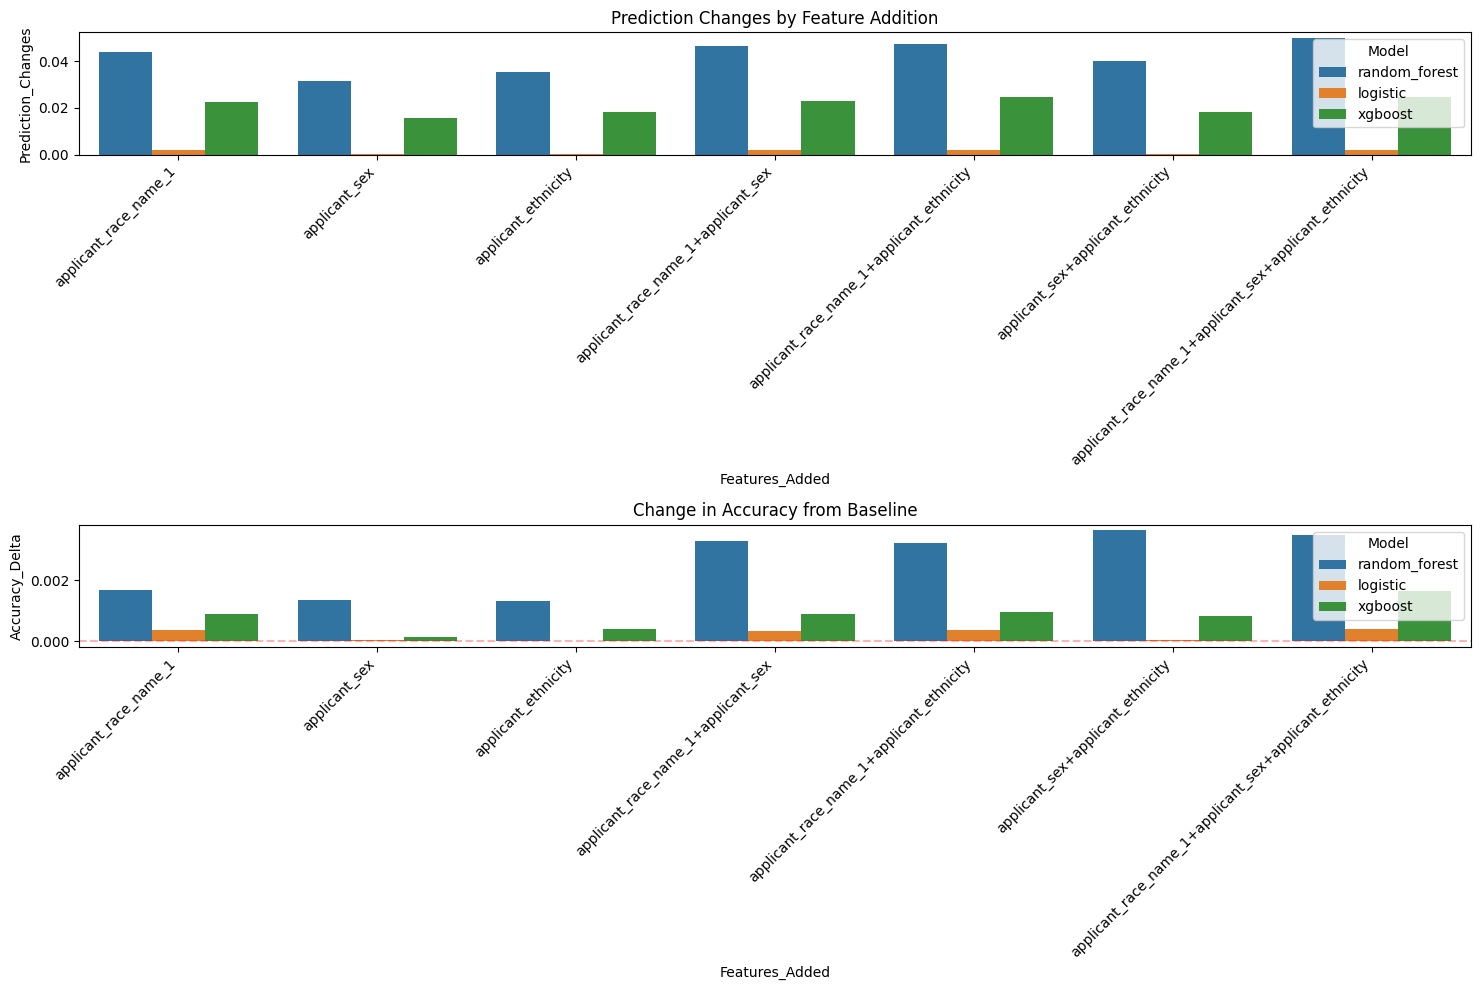 Prediction Changes by Feature Addition
Prediction_Changes
0.04
0.02
0.00
Model
random_forest
logistic
xgboost
applicant_race_name_1
applicant_sex
applicant_ethnicity
applicant_race_name_1+applicant_sex
applicant_race_name_1+applicant_ethnicity
applicant_sex+applicant_ethnicity
applicant_race_name_1+applicant_sex+applicant_ethnicity
Features_Added
Change in Accuracy from Baseline
Accuracy_Delta
0.002
0.000
Model
random_forest
logistic
xgboost
applicant_race_name_1
applicant_sex
applicant_ethnicity
applicant_race_name_1+applicant_sex
applicant_race_name_1+applicant_ethnicity
applicant_sex+applicant_ethnicity
applicant_race_name_1+applicant_sex+applicant_ethnicity
Features_Added